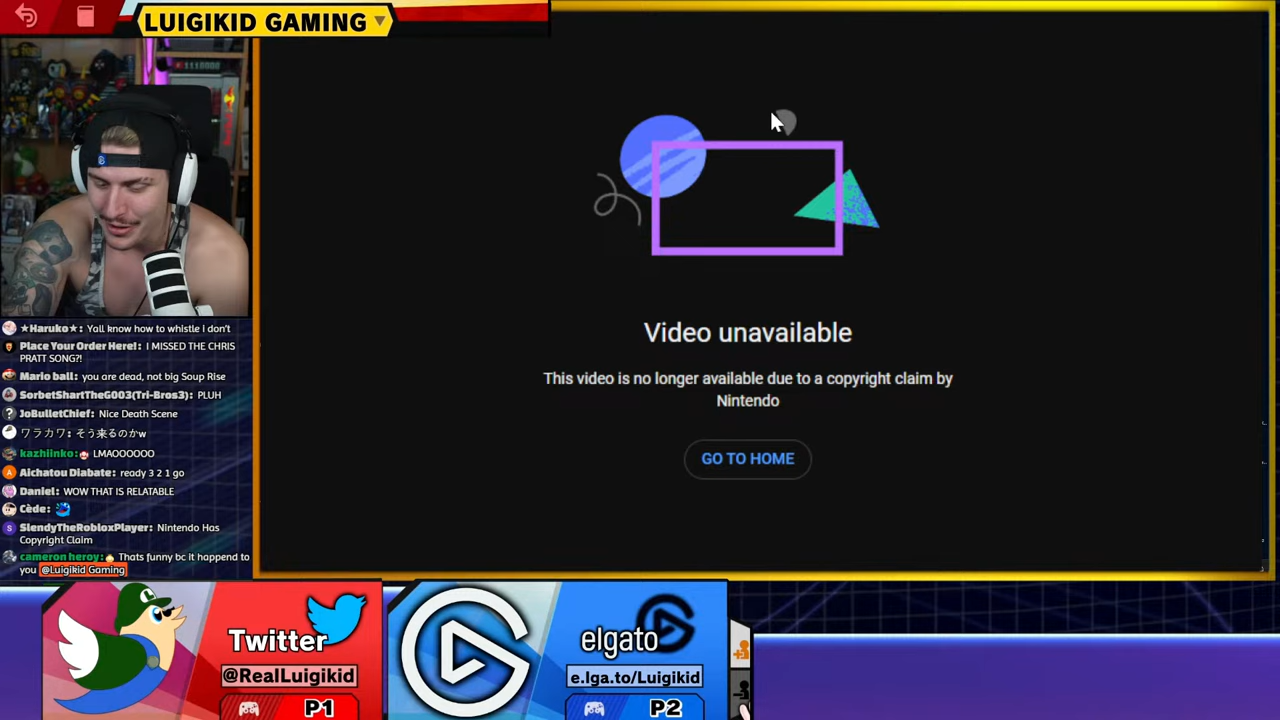 LUIGIKID GAMING
Video unavailable
This video is no longer available due to a copyright claim by
Nintendo
GO TO HOME
★Haruko★: Yall know how to whistle I don't
Place Your Order Here!: I MISSED THE CHRIS
PRATT SONG?!
Mario ball: you are dead, not big Soup Rise
SorbetShartTheG003(Tri-Bros3): PLUH
JoBulletChief: Nice Death Scene
ワラカワ: そう来るのかw
kazhiinko: LMAOOOOOO
Aichatou Diabate: ready 3 2 1 go
Daniel: WOW THAT IS RELATABLE
Cède:
SlendyTheRobloxPlayer: Nintendo Has
Copyright Claim
cameron heroy: Thats funny bc it happend to
you @Luigikid Gaming
Twitter
@RealLuigikid
P1
elgato
e.lga.to/Luigikid
P2